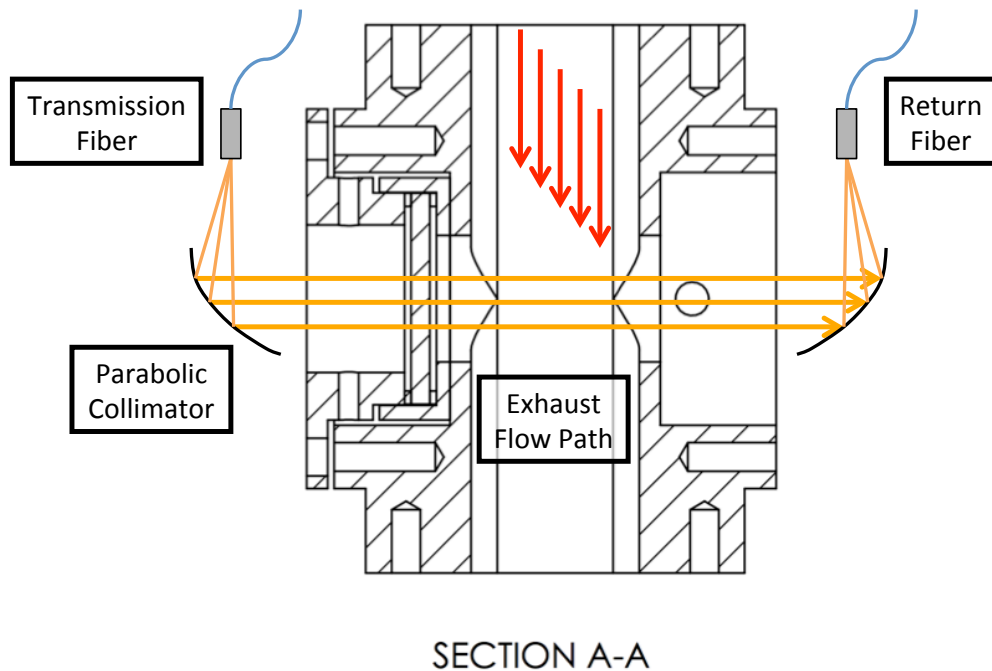 Transmission
Fiber
Return
Fiber
Parabolic
Collimator
Exhaust
Flow Path
SECTION A-A